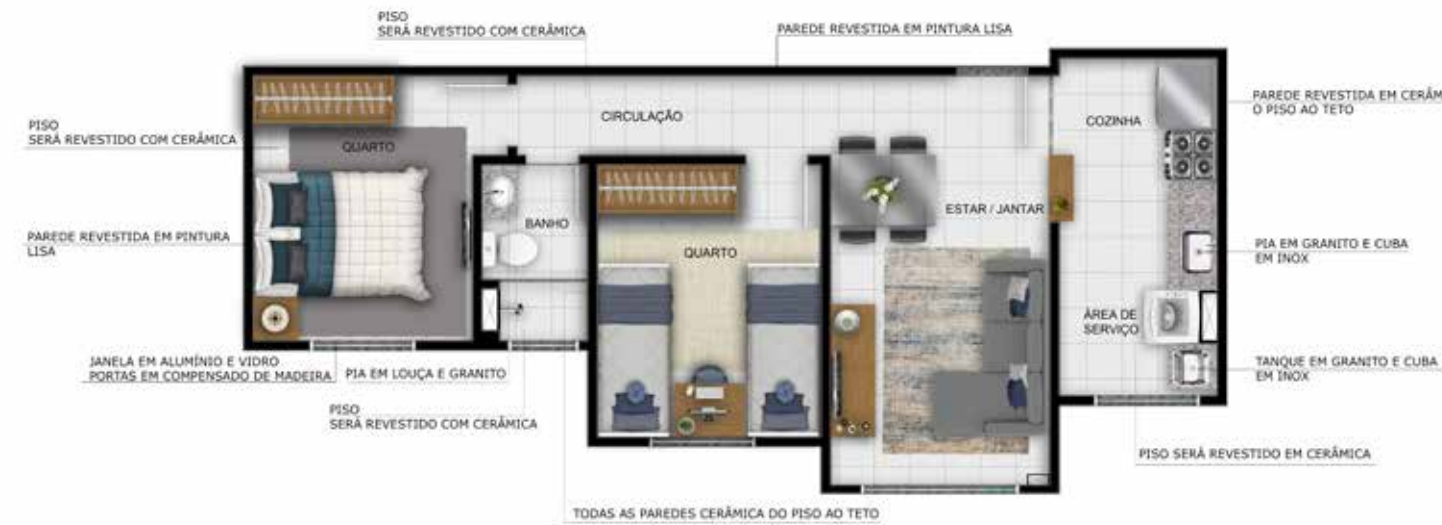 PISO
SERÁ REVESTIDO COM CERÂMICA
PAREDE REVESTIDA EM PINTURA LISA
PISO
SERÁ REVESTIDO COM CERÂMICA
PAREDE REVESTIDA EM CERÂM
O PISO AO TETO
CIRCULAÇÃO
COZINHA
QUARTO
BANHO
ESTAR / JANTAR
QUARTO
PAREDE REVESTIDA EM PINTURA
LISA
PIA EM GRANITO E CUBA
EM INOX
ÁREA DE
SERVIÇO
JANELA EM ALUMÍNIO E VIDRO
PORTAS EM COMPENSADO DE MADEIRA
PIA EM LOUÇA E GRANITO
TANQUE EM GRANITO E CUBA
EM INOX
PISO
SERÁ REVESTIDO COM CERÂMICA
PISO SERÁ REVESTIDO EM CERÂMICA
TODAS AS PAREDES CERÂMICA DO PISO AO TETO